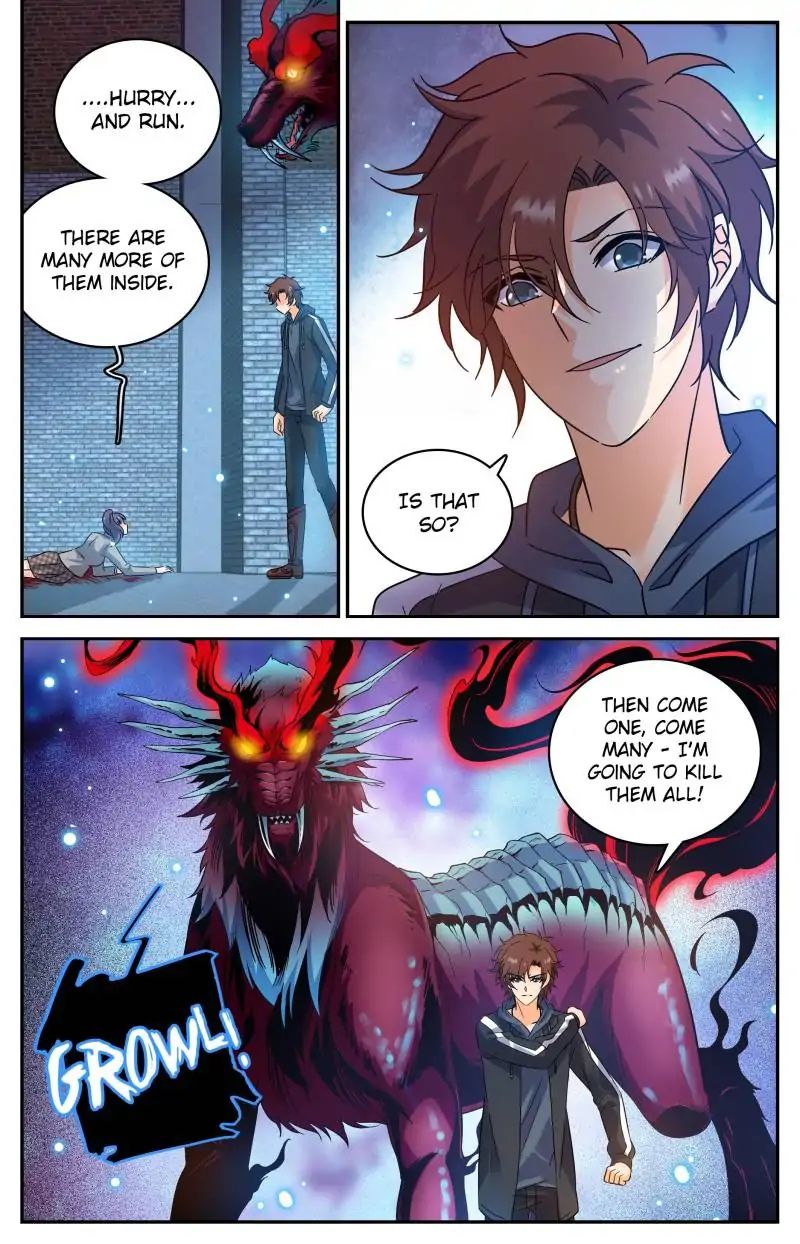 ....HURRY...
AND RUN.
THERE ARE
MANY MORE OF
THEM INSIDE.
IS THAT
SO?
THEN COME
ONE, COME
MANY - I'M
GOING TO KILL
THEM ALL!
GROWL!